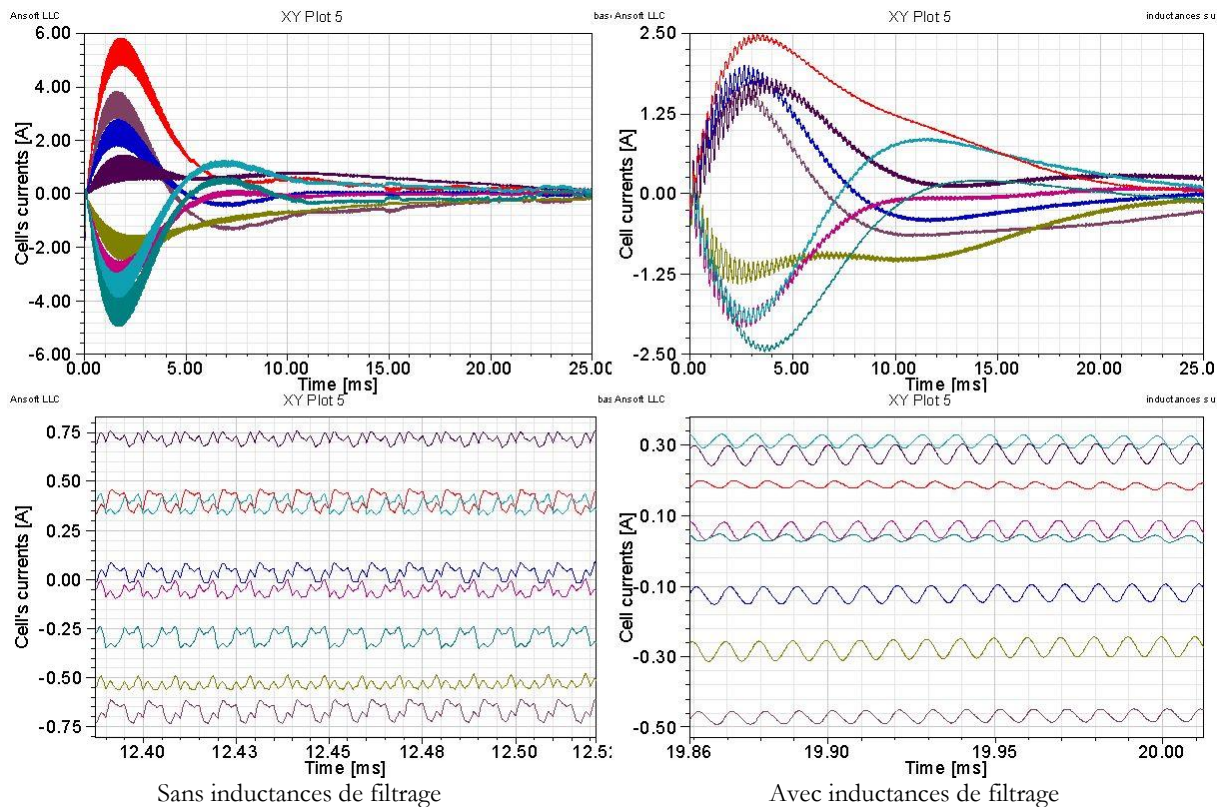 Ansoft LLC XY Plot 5 bas
6.00
4.00
2.00
0.00
-2.00
-4.00
-6.00
Cell's currents [A]
0.00 5.00 10.00 15.00 20.00 25.00
Time [ms]
Ansoft LLC XY Plot 5 inductances su
2.50
1.25
0.00
-1.25
-2.50
Cell currents [A]
0.00 5.00 10.00 15.00 20.00 25.0
Time [ms]
Ansoft LLC XY Plot 5 bas
0.75
0.50
0.25
0.00
-0.25
-0.50
-0.75
Cell's currents [A]
12.40 12.43 12.45 12.48 12.50 12.5
Time [ms]
Sans inductances de filtrage
Ansoft LLC XY Plot 5 inductances su
0.30
0.10
-0.10
-0.30
-0.50
Cell currents [A]
19.86 19.90 19.95 20.00
Time [ms]
Avec inductances de filtrage